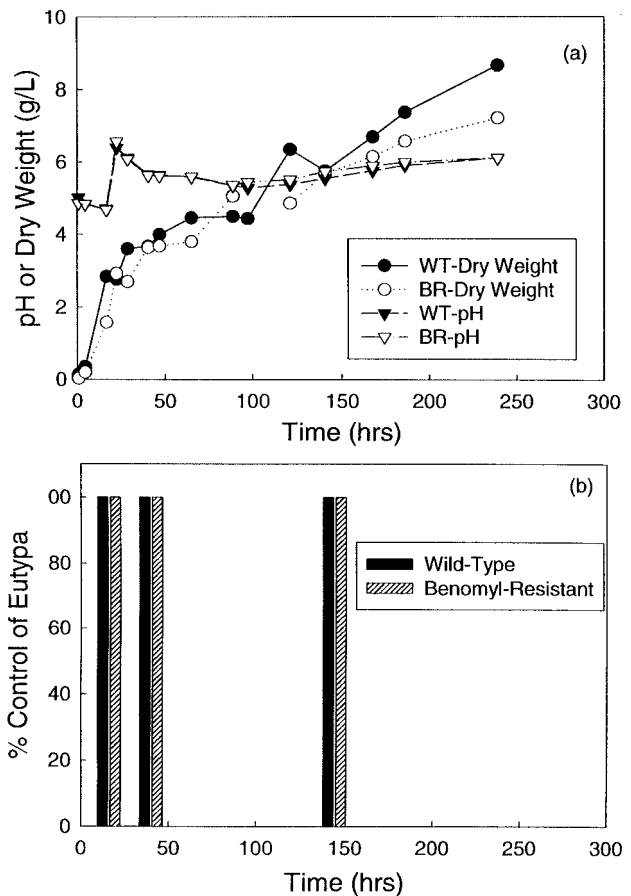 10
(a)
8
6
4
2
0
pH or Dry Weight (g/L)
WT-Dry Weight
BR-Dry Weight
WT-pH
BR-pH
0 50 100 150 200 250 300
Time (hrs)
(b)
00
80
60
40
20
0
% Control of Eutypa
Wild-Type
Benomyl-Resistant
0 50 100 150 200 250 300
Time (hrs)